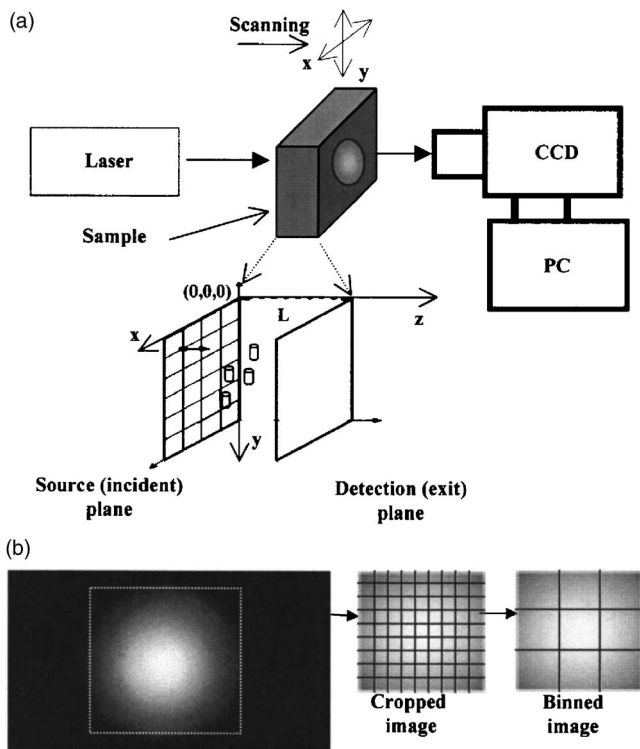 (a)
Scanning
x
y
Laser
CCD
Sample
PC
(0,0,0)
L
z
x
y
Source (incident)
plane
Detection (exit)
plane
(b)
Cropped
image
Binned
image